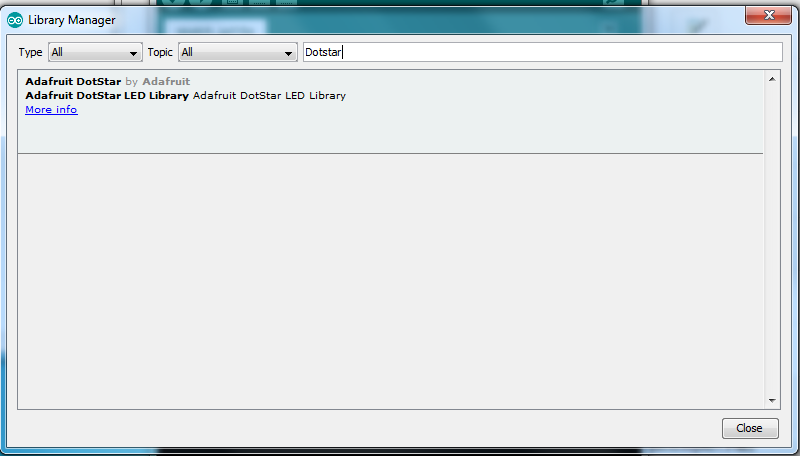 Library Manager
Type All Topic All Dotstar
Adafruit DotStar by Adafruit
Adafruit DotStar LED Library Adafruit DotStar LED Library
More info
Close